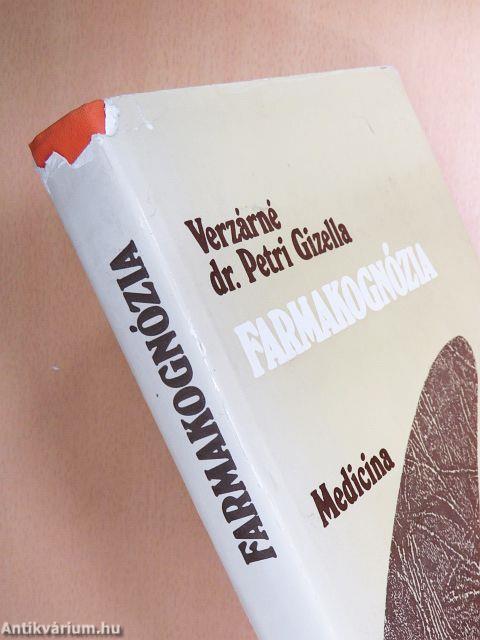 FARMAKOGNÓZIA
Verzárné
dr. Petri Gizella
FARMAKOGNÓZIA
Medicina
Antikvárium.hu